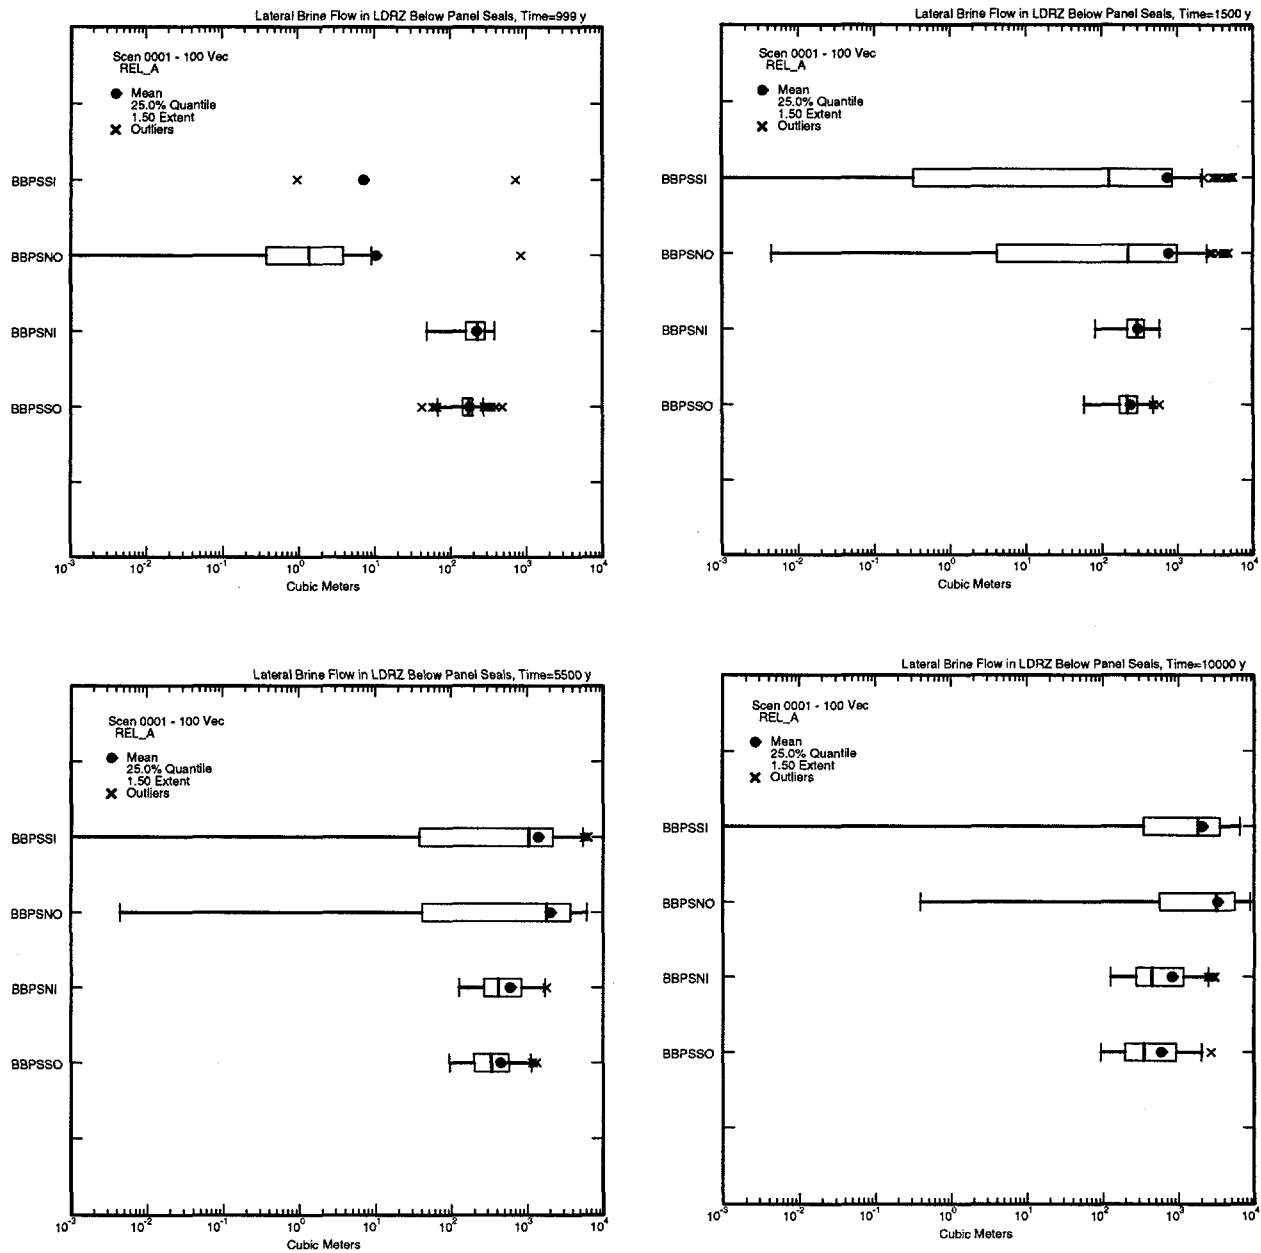 Lateral Brine Flow in LDRZ Below Panel Seals, Time=999 y
Scen 0001 - 100 Vec
REL_A
Mean
25.0% Quantile
1.50 Extent
Outliers
BBPSSI
BBPSNO
BBPSNI
BBPSSO
10^-3 10^-2 10^-1 10^0 10^1 10^2 10^3 10^4
Cubic Meters
Lateral Brine Flow in LDRZ Below Panel Seals, Time=1500 y
Scen 0001 - 100 Vec
REL_A
Mean
25.0% Quantile
1.50 Extent
Outliers
BBPSSI
BBPSNO
BBPSNI
BBPSSO
10^-3 10^-2 10^-1 10^0 10^1 10^2 10^3 10^4
Cubic Meters
Lateral Brine Flow in LDRZ Below Panel Seals, Time=5500 y
Scen 0001 - 100 Vec
REL_A
Mean
25.0% Quantile
1.50 Extent
Outliers
BBPSSI
BBPSNO
BBPSNI
BBPSSO
10^-3 10^-2 10^-1 10^0 10^1 10^2 10^3 10^4
Cubic Meters
Lateral Brine Flow in LDRZ Below Panel Seals, Time=10000 y
Scen 0001 - 100 Vec
REL_A
Mean
25.0% Quantile
1.50 Extent
Outliers
BBPSSI
BBPSNO
BBPSNI
BBPSSO
10^-3 10^-2 10^-1 10^0 10^1 10^2 10^3 10^4
Cubic Meters